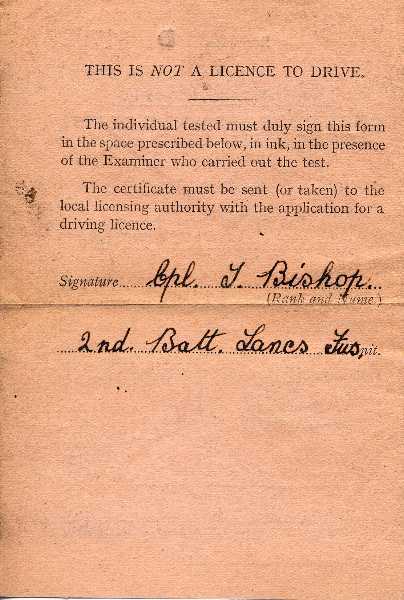 THIS IS NOT A LICENCE TO DRIVE.
The individual tested must duly sign this form
in the space prescribed below, in ink, in the presence
of the Examiner who carried out the test.
The certificate must be sent (or taken) to the
local licensing authority with the application for a
driving licence.
Signature Cpl. T. Bishop.
(Rank and Name)
2nd. Batt. Lancs Fus, Unit.